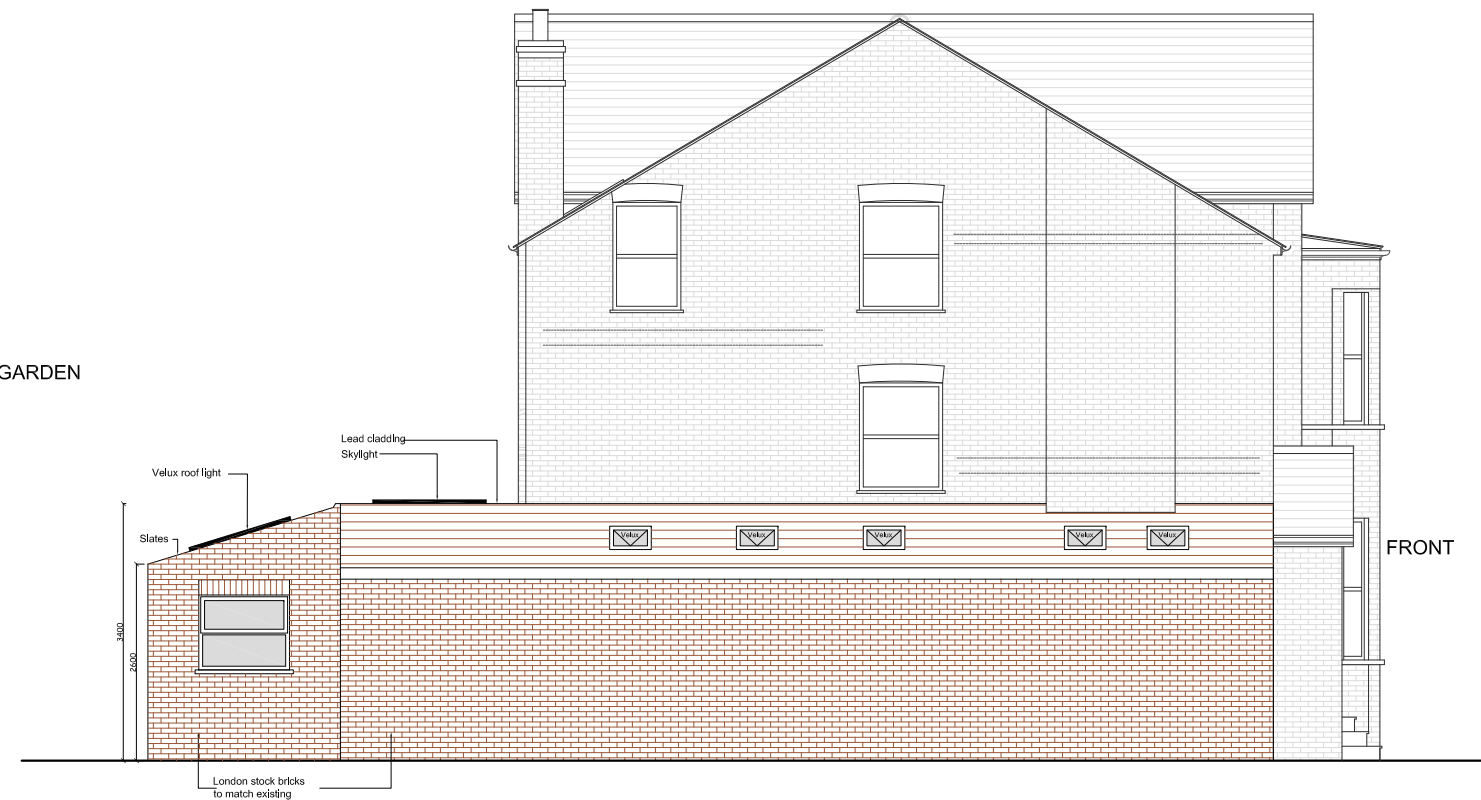 GARDEN
Lead cladding
Skylight
Velux roof light
Slates
Velux
Velux
Velux
Velux
Velux
FRONT
3400
2600
London stock bricks
to match existing